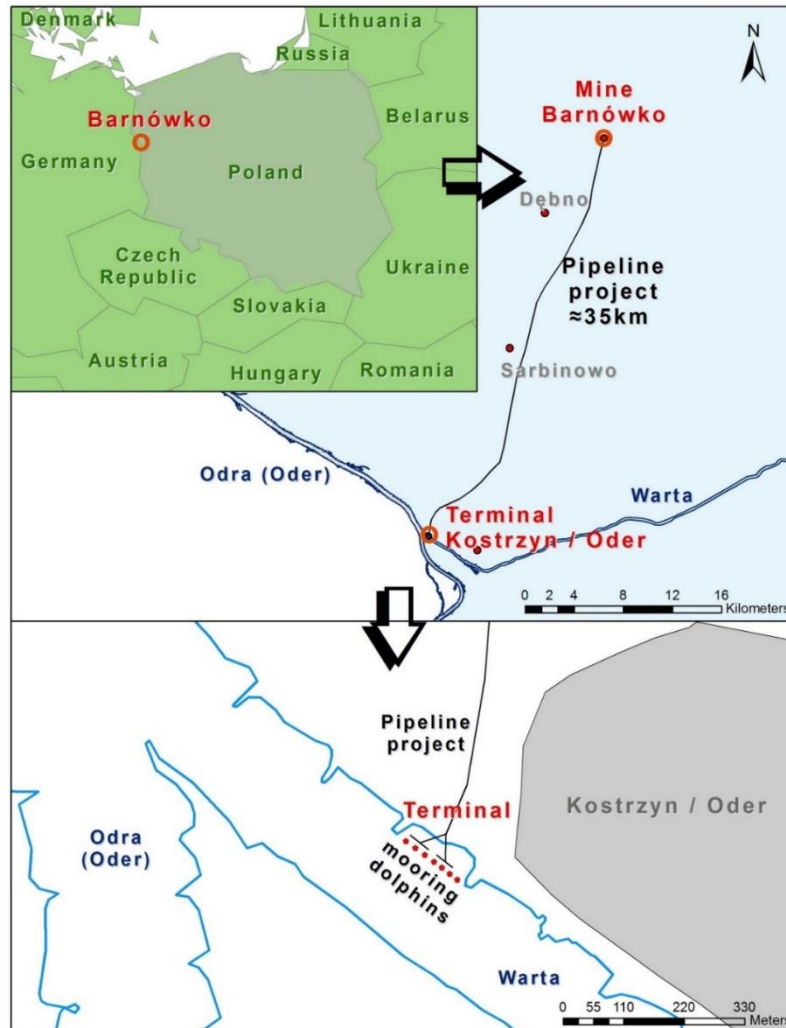 Denmark
Lithuania
Russia
Barnówko
Belarus
Germany
Poland
Czech
Republic
Ukraine
Slovakia
Austria
Hungary
Romania
N
Mine
Barnówko
Dębno
Pipeline
project
≈35km
Sarbinowo
Odra (Oder)
Warta
Terminal
Kostrzyn / Oder
0 2 4 8 12 16
Kilometers
Pipeline
project
Terminal
Kostrzyn / Oder
Odra
(Oder)
mooring
dolphins
Warta
0 55 110 220 330
Meters